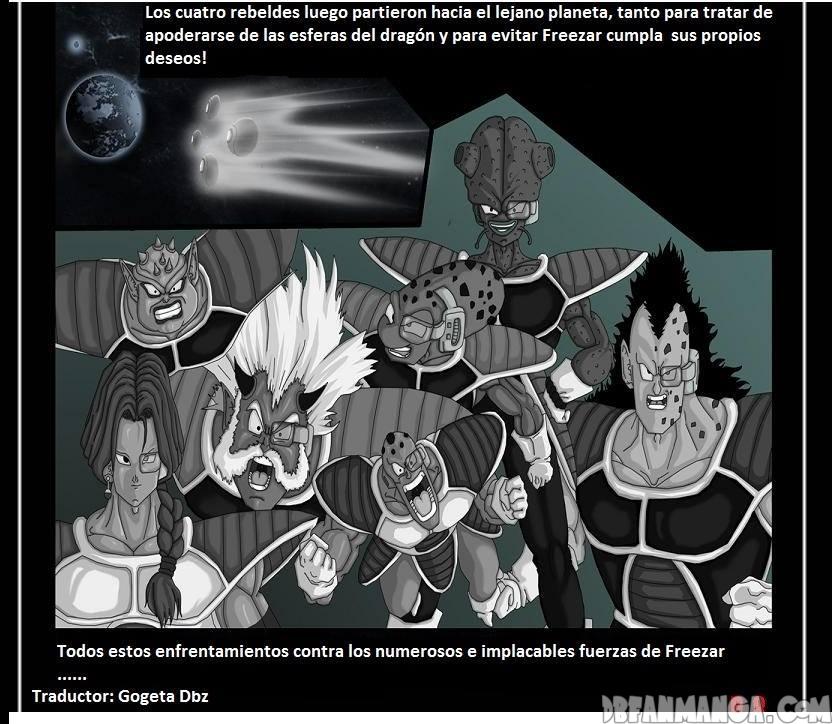 Los cuatro rebeldes luego partieron hacia el lejano planeta, tanto para tratar de
apoderarse de las esferas del dragón y para evitar Freezar cumpla sus propios
deseos!
Todos estos enfrentamientos contra los numerosos e implacables fuerzas de Freezar
......
Traductor: Gogeta Dbz
DBFANMANGA.COM